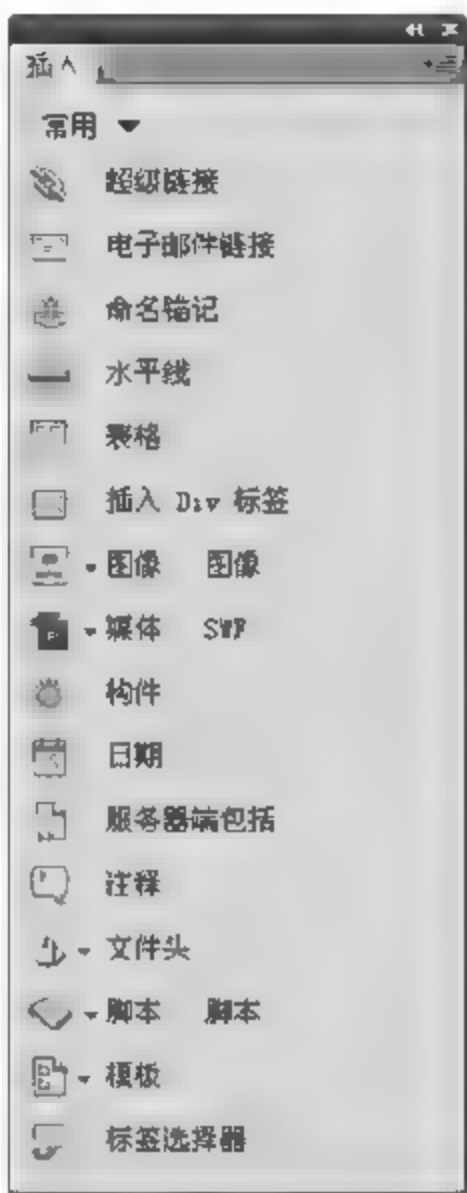 插入
常用
超级链接
电子邮件链接
命名锚记
水平线
表格
插入 Div 标签
图像 图像
媒体 SWF
构件
日期
服务器端包括
注释
文件头
脚本 脚本
模板
标签选择器